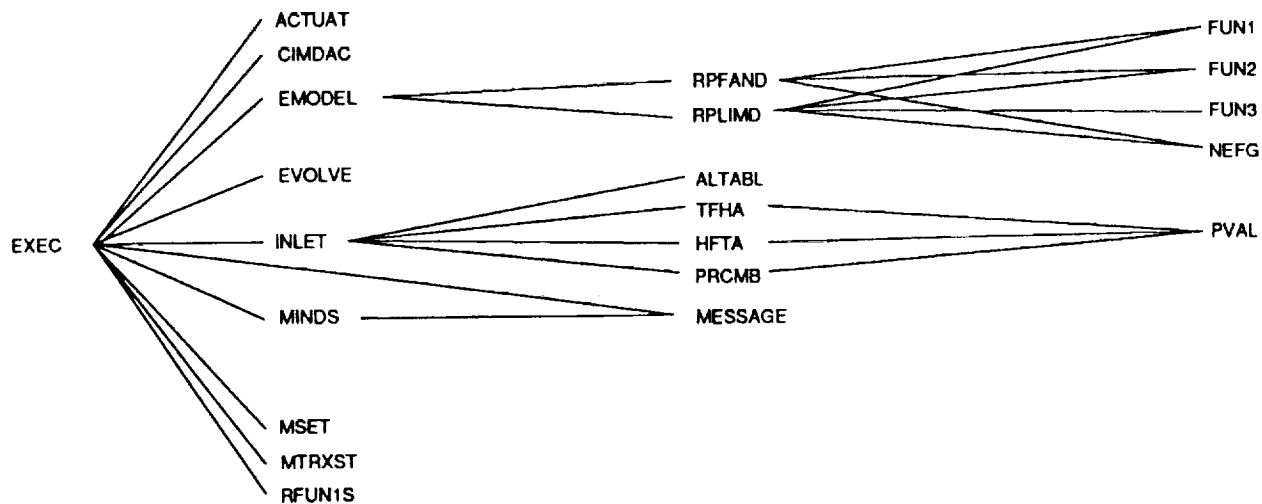 ACTUAT
CIMDAC
EMODEL
EVOLVE
EXEC
INLET
MINDS
MSET
MTRXST
RFUN1S
RPFAND
RPLIMD
ALTABL
TFHA
HFTA
PRCMB
MESSAGE
FUN1
FUN2
FUN3
NEFG
PVAL